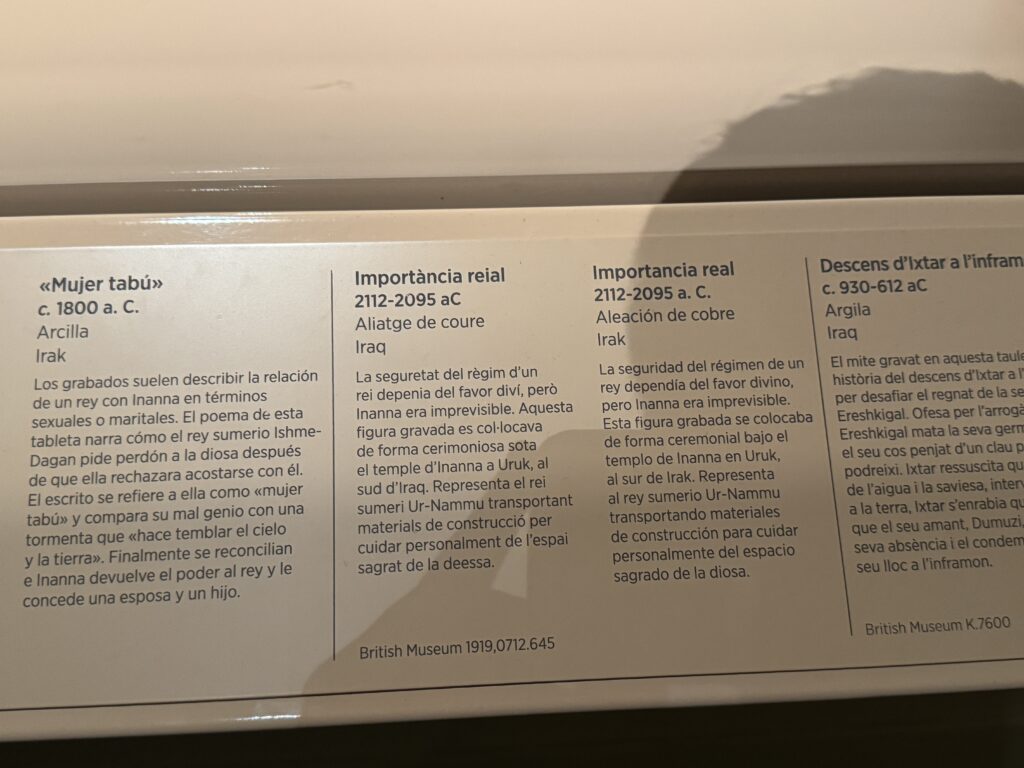 «Mujer tabú»
c. 1800 a. C.
Arcilla
Irak
Los grabados suelen describir la relación
de un rey con Inanna en términos
sexuales o maritales. El poema de esta
tableta narra cómo el rey sumerio Ishme-
Dagan pide perdón a la diosa después
de que ella rechazara acostarse con él.
El escrito se refiere a ella como «mujer
tabú» y compara su mal genio con una
tormenta que «hace temblar el cielo
y la tierra». Finalmente se reconcilian
e Inanna devuelve el poder al rey y le
concede una esposa y un hijo.
Importància reial
2112-2095 aC
Aliatge de coure
Iraq
La seguretat del règim d'un
rei depenia del favor diví, però
Inanna era imprevisible. Aquesta
figura gravada es col·locava
de forma cerimoniosa sota
el temple d'Inanna a Uruk, al
sud d'Iraq. Representa el rei
sumeri Ur-Nammu transportant
materials de construcció per
cuidar personalment de l'espai
sagrat de la deessa.
British Museum 1919,0712.645
Importancia real
2112-2095 a. C.
Aleación de cobre
Irak
La seguridad del régimen de un
rey dependía del favor divino,
pero Inanna era imprevisible.
Esta figura grabada se colocaba
de forma ceremonial bajo el
templo de Inanna en Uruk,
al sur de Irak. Representa
al rey sumerio Ur-Nammu
transportando materiales
de construcción para cuidar
personalmente del espacio
sagrado de la diosa.
Descens d'Ixtar a
c. 930-612 aC
Argila
Iraq
El mite gravat en aquesta
història del descens d'Ixtar a
per desafiar el regnat de la
Ereshkigal. Ofesa per
Ereshkigal mata la seva
el seu cos penjat d'un clau
podreixi. Ixtar ressuscita
de l'aigua i la saviesa,
a la terra, Ixtar s'enrabia
que el seu amant, Dumuzi,
seva absència i el
seu lloc a l'inframon.
British Museum K.7600